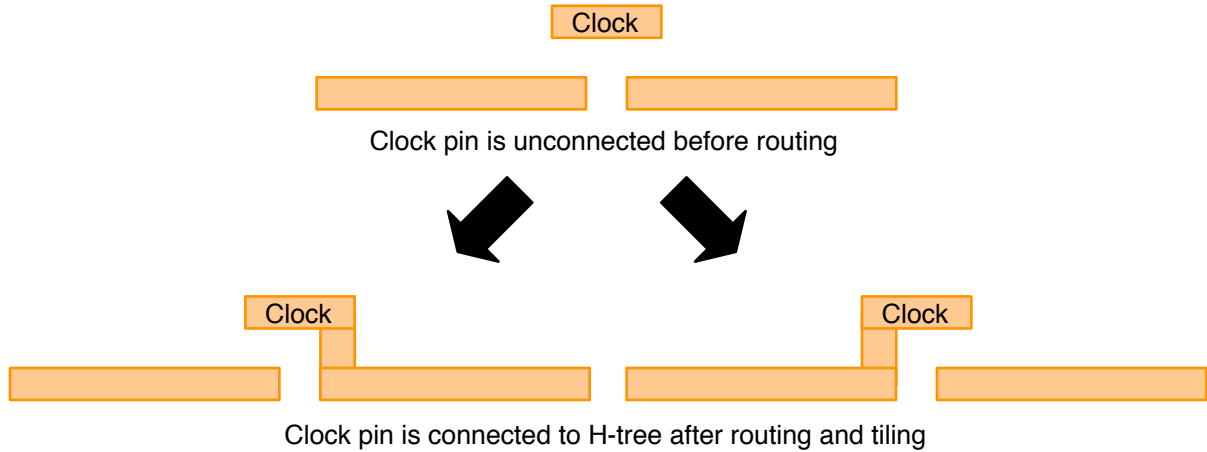 Clock
Clock pin is unconnected before routing
Clock
Clock
Clock pin is connected to H-tree after routing and tiling